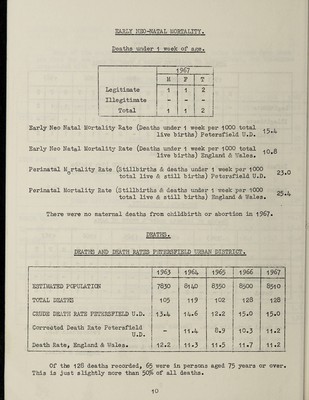 EARLY NEO-NATAL MORTALITY.
Deaths under 1 week of age.
1967
M F T
Legitimate 1 1 2
Illegitimate - - -
Total 1 1 2
Early Neo Natal Mortality Rate (Deaths under 1 week per 1000 total
live births) Petersfield U.D. 15.4
Early Neo Natal Mortality Rate (Deaths under 1 week per 1000 total
live births) England & Wales. 10.8
Perinatal Mortality Rate (Stillbirths & deaths under 1 week per 1000
total live & still births) Petersfield U.D. 23.0
Perinatal Mortality Rate (Stillbirths & deaths under 1 week per 1000
total live & still births) England & Wales. 25.4
There were no maternal deaths from childbirth or abortion in 1967.
DEATHS.
DEATHS AND DEATH RATES PETERSFIELD URBAN DISTRICT.
1963 1964 1965 1966 1967
ESTIMATED POPULATION 7830 8140 8350 8500 8510
TOTAL DEATHS 105 119 102 128 128
CRUDE DEATH RATE PETERSFIELD U.D. 13.4 14.6 12.2 15.0 15.0
Corrected Death Rate Petersfield
U.D. - 11.4 8.9 10.3 11.2
Death Rate, England & Wales. 12.2 11.3 11.5 11.7 11.2
Of the 128 deaths recorded, 65 were in persons aged 75 years or over.
This is just slightly more than 50% of all deaths.
10